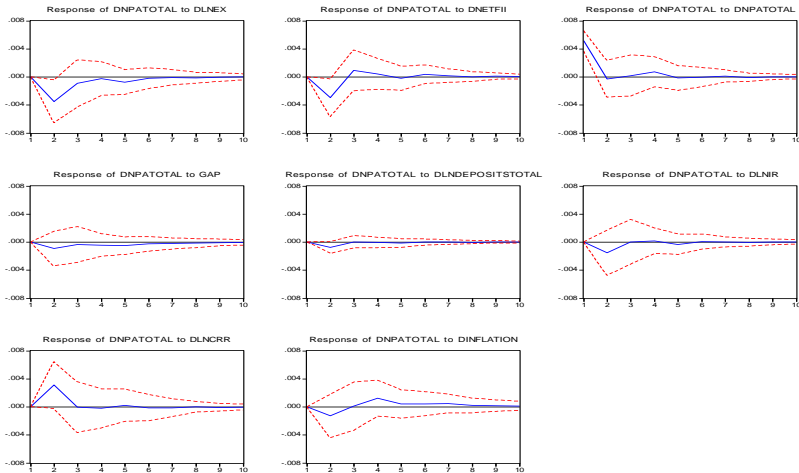 Response of DNPATOTAL to DLNEX
.008
.004
.000
-.004
-.008
1 2 3 4 5 6 7 8 9 10
Response of DNPATOTAL to DNETFII
.008
.004
.000
-.004
-.008
1 2 3 4 5 6 7 8 9 10
Response of DNPATOTAL to DNPATOTAL
.008
.004
.000
-.004
-.008
1 2 3 4 5 6 7 8 9 10
Response of DNPATOTAL to GAP
.008
.004
.000
-.004
-.008
1 2 3 4 5 6 7 8 9 10
Response of DNPATOTAL to DLNDEPOSITSTOTAL
.008
.004
.000
-.004
-.008
1 2 3 4 5 6 7 8 9 10
Response of DNPATOTAL to DLNIR
.008
.004
.000
-.004
-.008
1 2 3 4 5 6 7 8 9 10
Response of DNPATOTAL to DLNCRR
.008
.004
.000
-.004
-.008
1 2 3 4 5 6 7 8 9 10
Response of DNPATOTAL to DINFLATION
.008
.004
.000
-.004
-.008
1 2 3 4 5 6 7 8 9 10